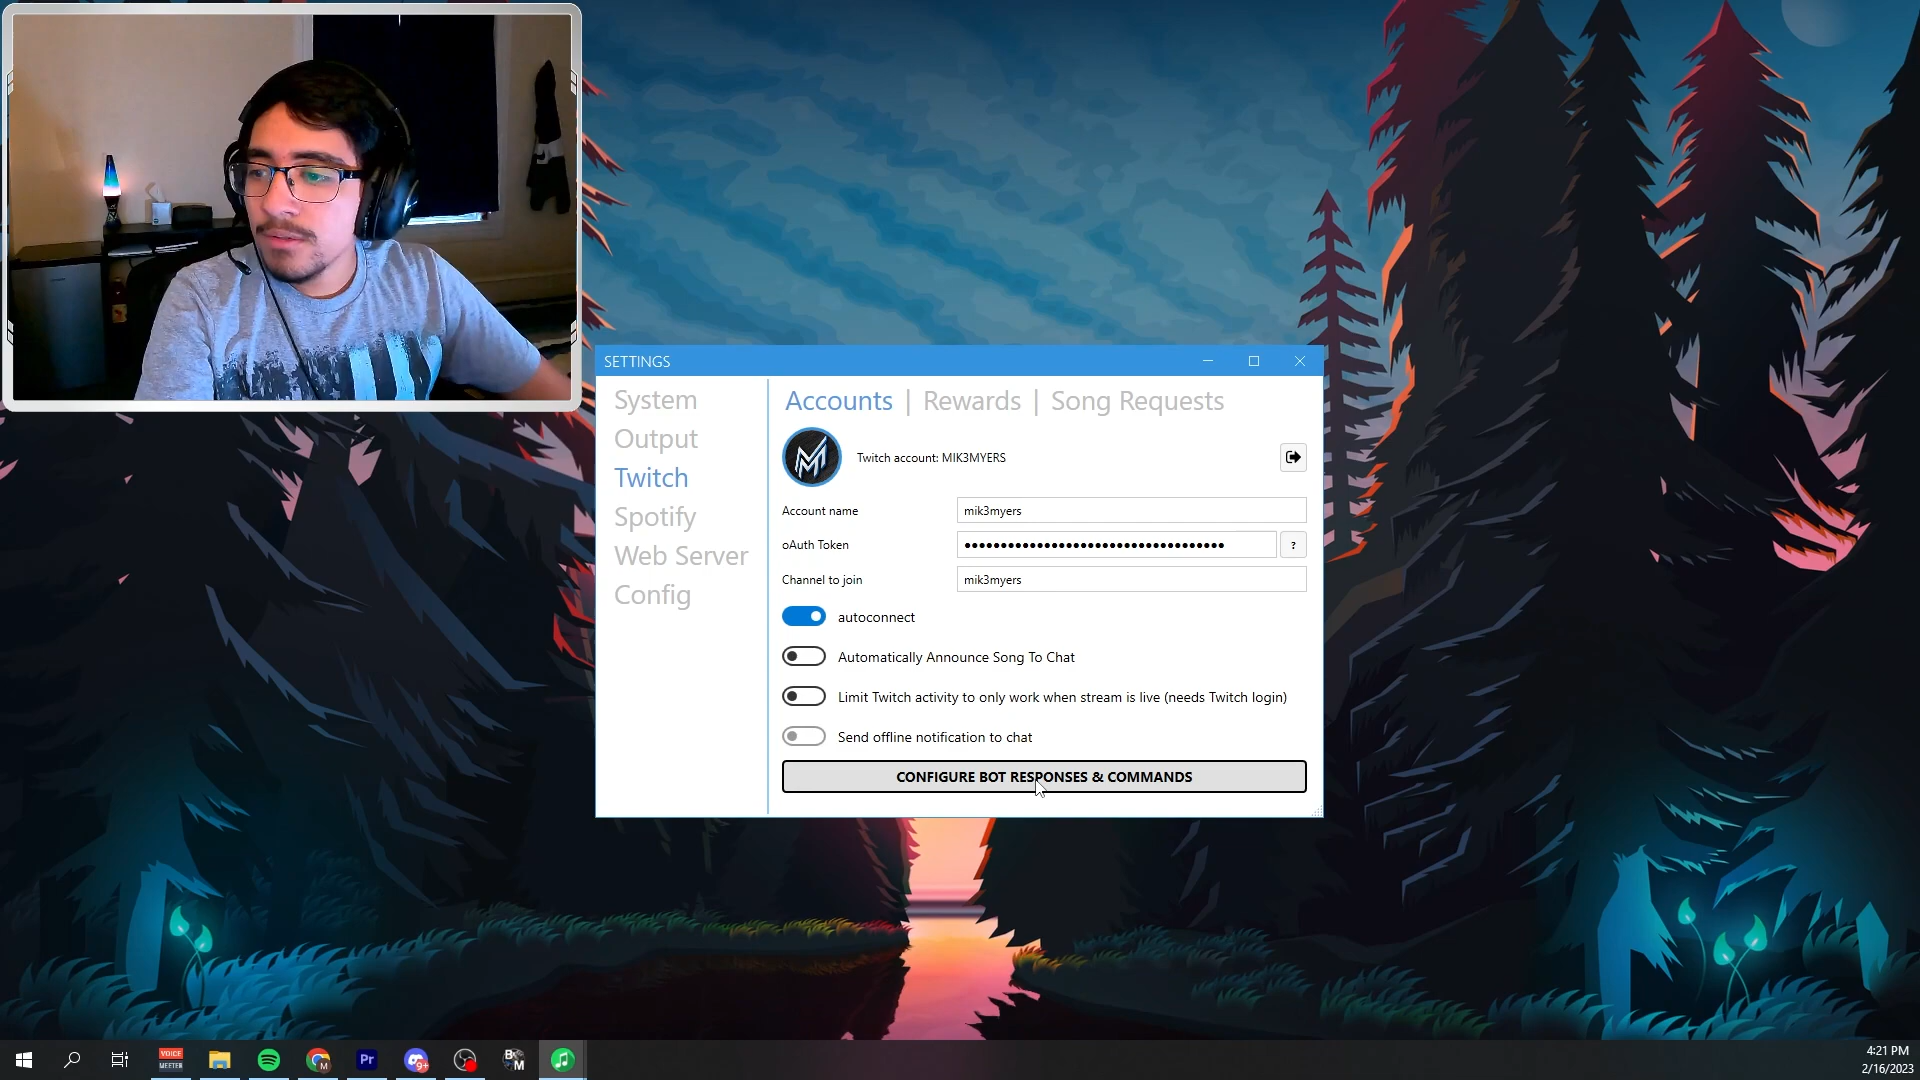 SETTINGS
System
Output
Twitch
Spotify
Web Server
Config
Accounts | Rewards | Song Requests
Twitch account: MIK3MYERS
Account name
mik3myers
oAuth Token
?
Channel to join
mik3myers
autoconnect
Automatically Announce Song To Chat
Limit Twitch activity to only work when stream is live (needs Twitch login)
Send offline notification to chat
CONFIGURE BOT RESPONSES & COMMANDS
VOICE
MEETER
M
Pr
9+
B
M
4:21 PM
2/16/2023